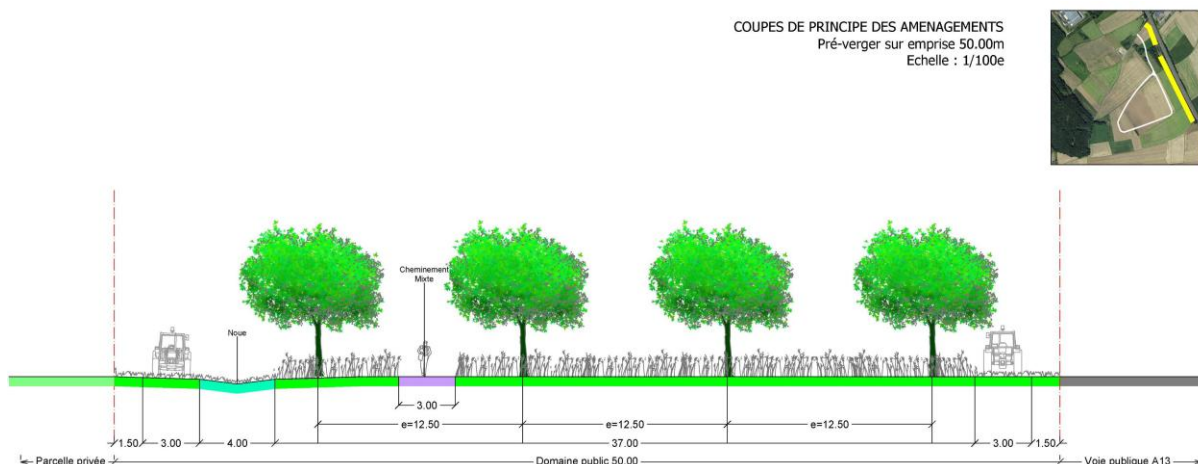 COUPES DE PRINCIPE DES AMENAGEMENTS
Pré-verger sur emprise 50.00m
Echelle : 1/100e
Cheminement
Mixte
Noue
3.00
e=12.50
e=12.50
e=12.50
1.50
3.00
4.00
37.00
3.00
1.50
Parcelle privée
Domaine public 50.00
Voie publique A13